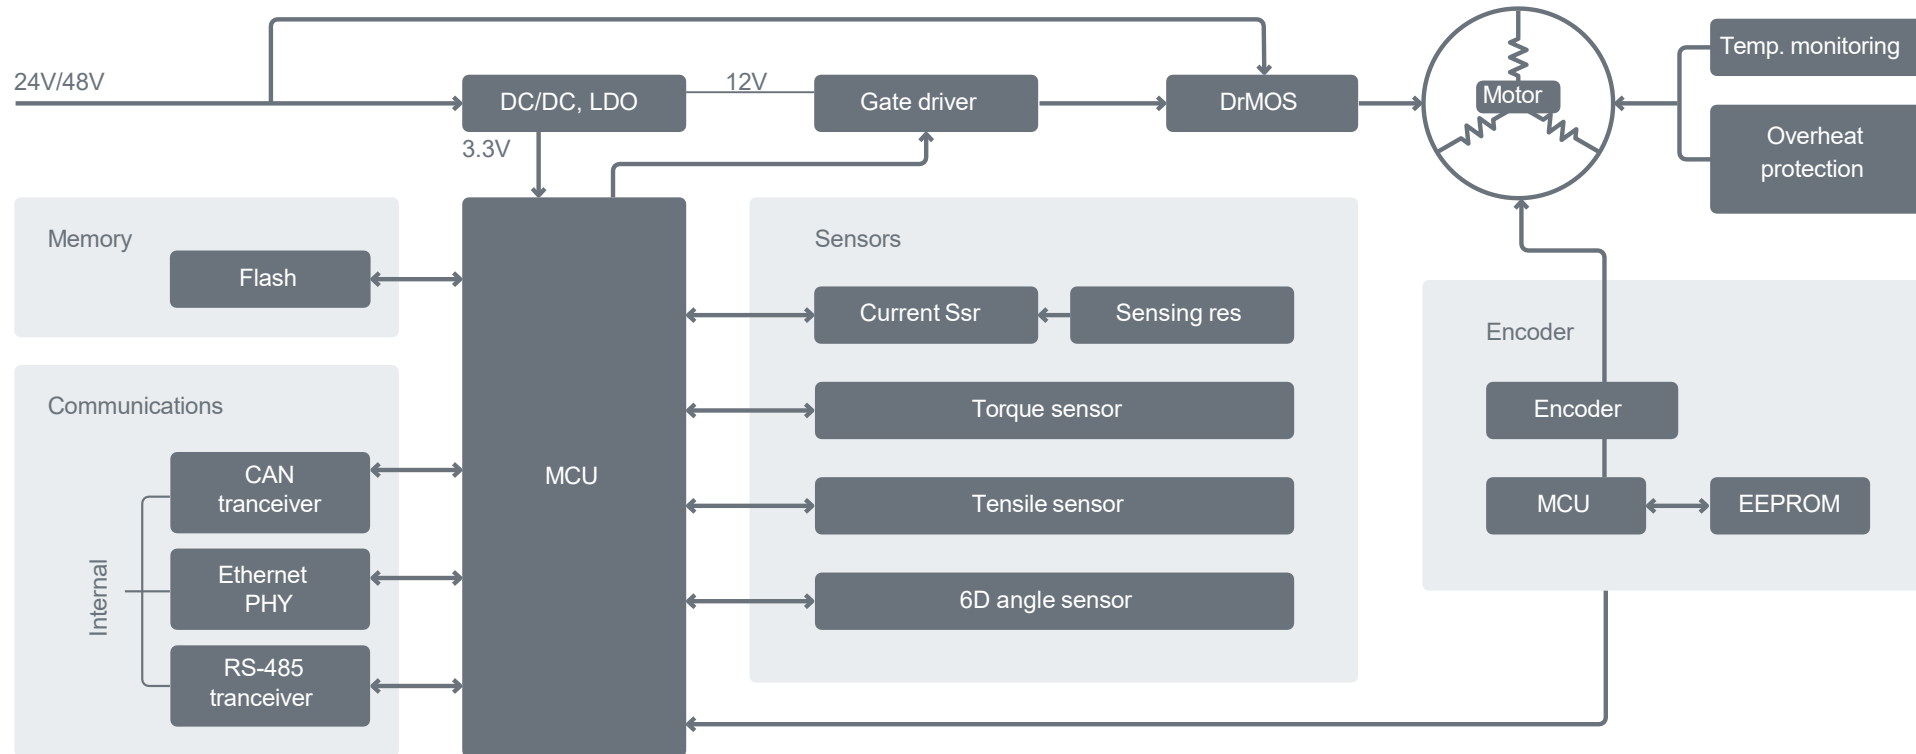 24V/48V
DC/DC, LDO
12V
Gate driver
DrMOS
Motor
Temp. monitoring
Overheat
protection
3.3V
Memory
Flash
Communications
Internal
CAN
tranceiver
Ethernet
PHY
RS-485
tranceiver
MCU
Sensors
Current Ssr
Sensing res
Torque sensor
Tensile sensor
6D angle sensor
Encoder
Encoder
MCU
EEPROM